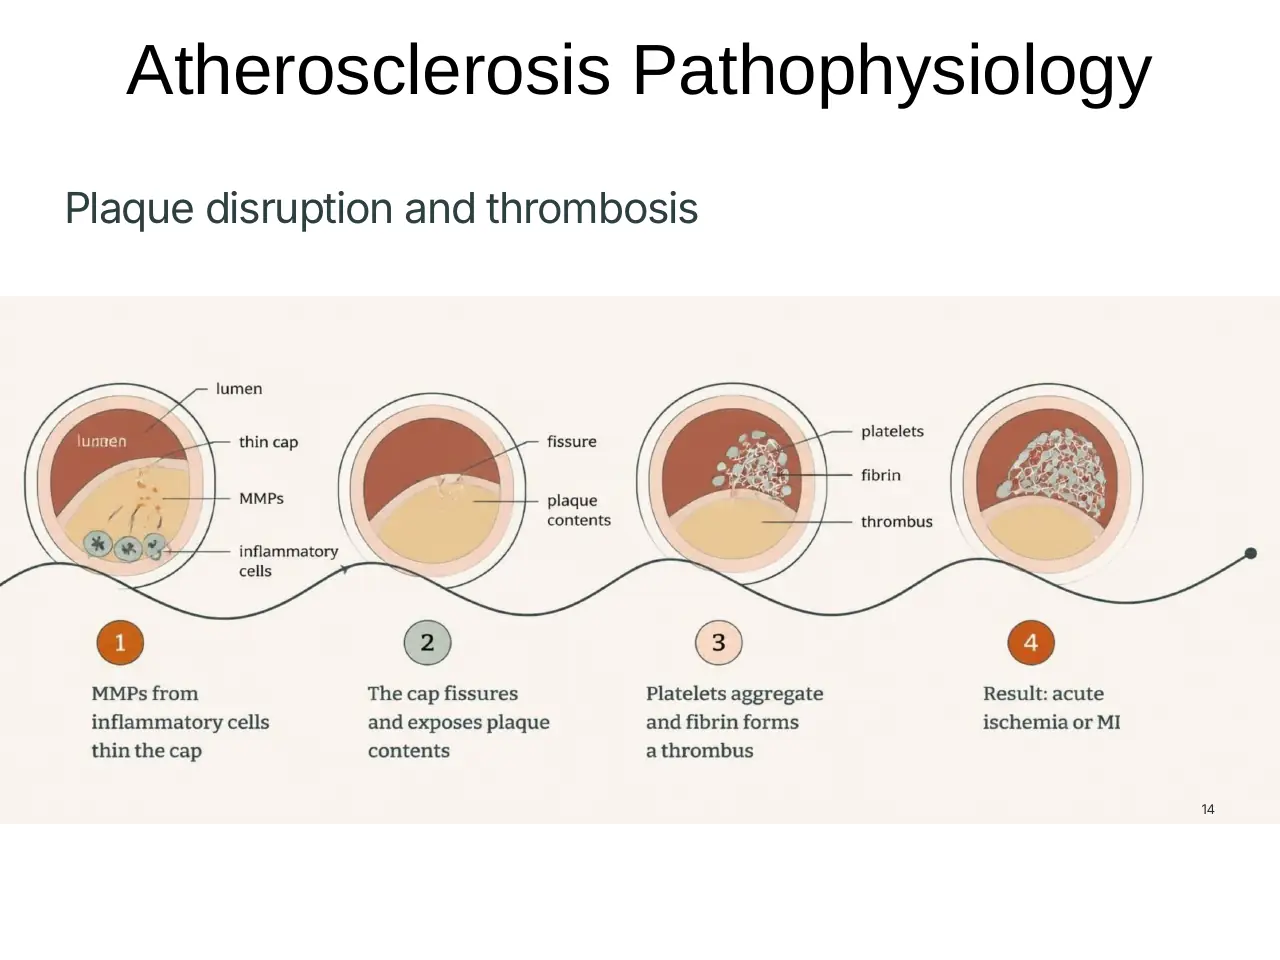 Atherosclerosis Pathophysiology
Plaque disruption and thrombosis
lumen
lumen
thin cap
MMPs
inflammatory
cells
fissure
plaque
contents
platelets
fibrin
thrombus
1
MMPs from
inflammatory cells
thin the cap
2
The cap fissures
and exposes plaque
contents
3
Platelets aggregate
and fibrin forms
a thrombus
4
Result: acute
ischemia or MI
14